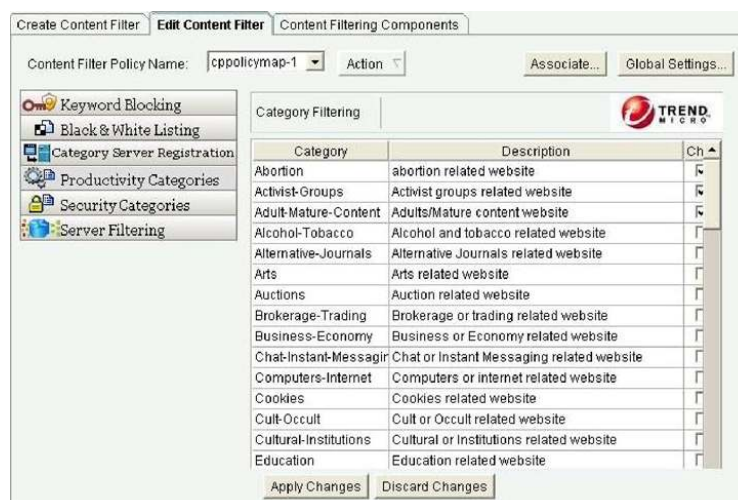 Create Content Filter Edit Content Filter Content Filtering Components
Content Filter Policy Name: cppolicymap-1 Action Associate... Global Settings...
Keyword Blocking
Black & White Listing
Category Server Registration
Productivity Categories
Security Categories
Server Filtering
Category Filtering
TREND
MICRO
Category Description Ch
Abortion abortion related website
Activist-Groups Activist groups related website
Adult-Mature-Content Adults/Mature content website
Alcohol-Tobacco Alcohol and tobacco related website
Alternative-Journals Alternative Journals related website
Arts Arts related website
Auctions Auction related website
Brokerage-Trading Brokerage or trading related website
Business-Economy Business or Economy related website
Chat-Instant-Messagin Chat or Instant Messaging related website
Computers-Internet Computers or internet related website
Cookies Cookies related website
Cult-Occult Cult or Occult related website
Cultural-Institutions Cultural or Institutions related website
Education Education related website
Apply Changes Discard Changes